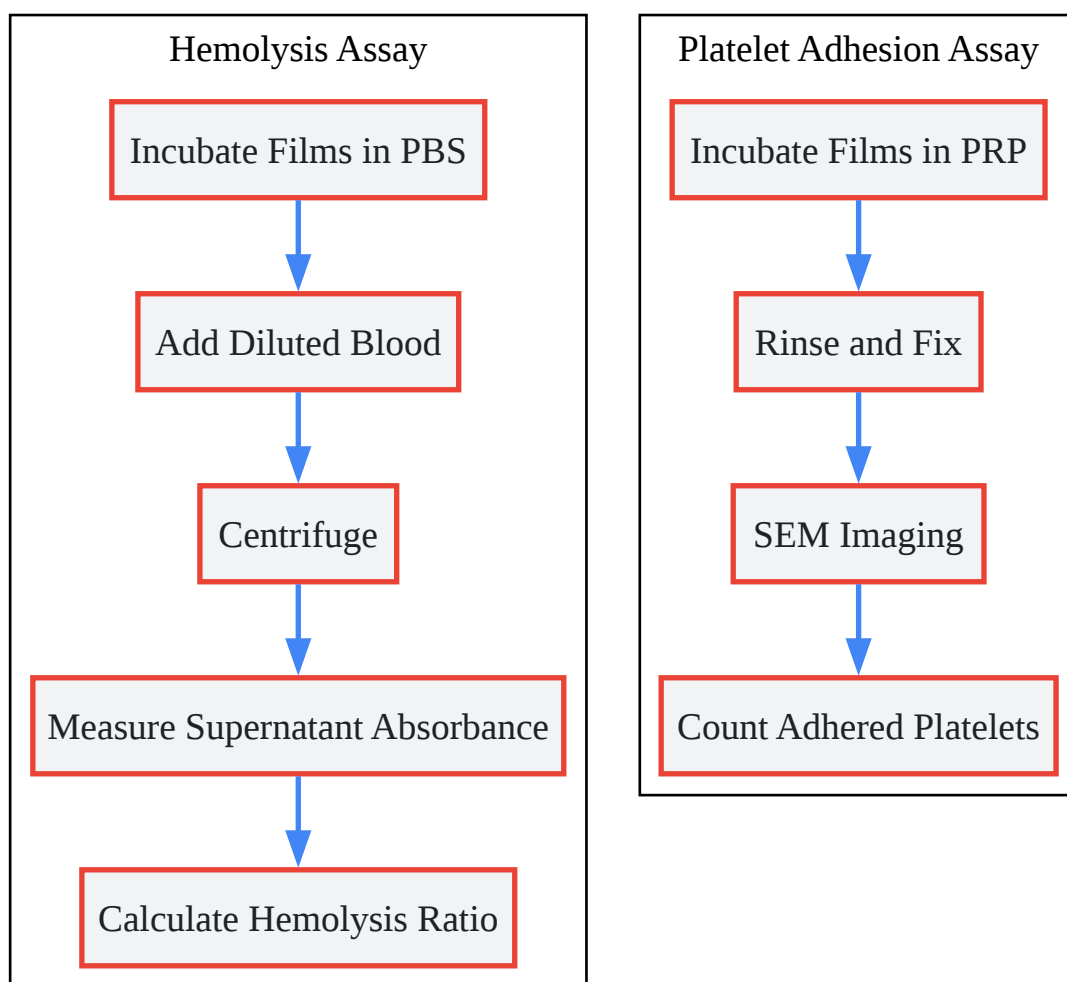 Hemolysis Assay
Incubate Films in PBS
Add Diluted Blood
Centrifuge
Measure Supernatant Absorbance
Calculate Hemolysis Ratio
Platelet Adhesion Assay
Incubate Films in PRP
Rinse and Fix
SEM Imaging
Count Adhered Platelets